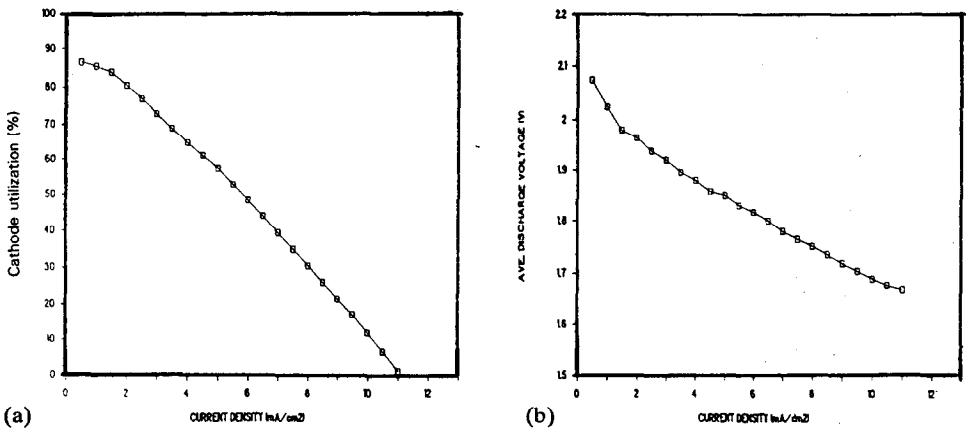 100
90
80
70
60
50
40
30
20
10
0
Cathode utilization (%)
0 2 4 6 8 10 12
CURRENT DENSITY (mA/cm2)
(a)
2.2
2.1
2
1.9
1.8
1.7
1.6
1.5
AVE. DISCHARGE VOLTAGE (V)
0 2 4 6 8 10 12
CURRENT DENSITY (mA/cm2)
(b)